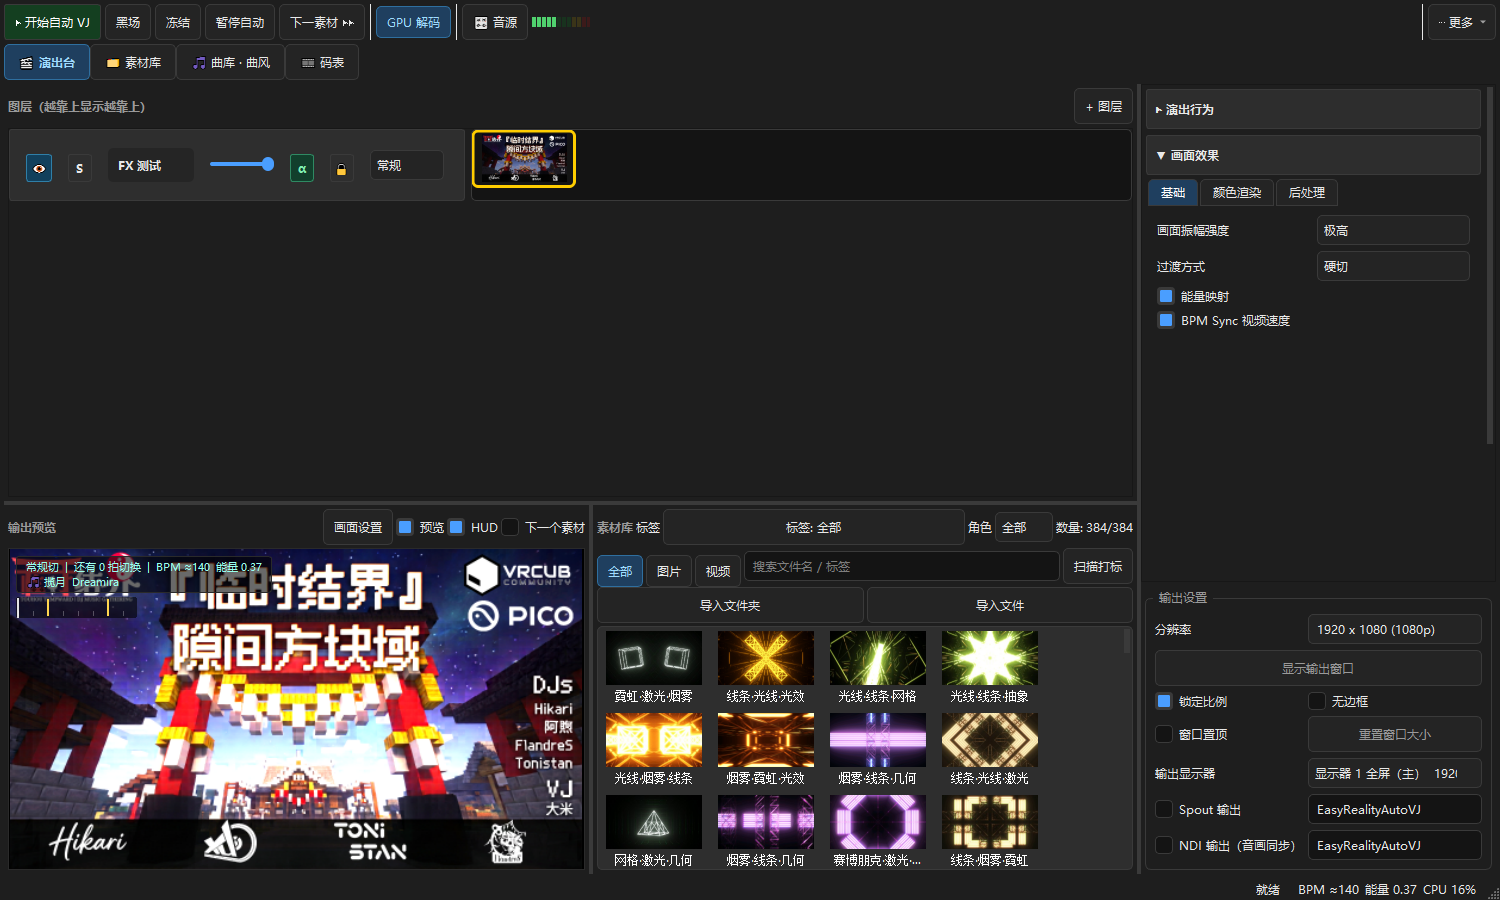 开始自动 VJ
黑场
冻结
暂停自动
下一素材
GPU 解码
音源
更多
演出台
素材库
曲库 · 曲风
码表
图层（越靠上显示越靠上）
+ 图层
S
FX 测试
α
常规
演出行为
▼ 画面效果
基础
颜色渲染
后处理
画面振幅强度
极高
过渡方式
硬切
能量映射
BPM Sync 视频速度
输出预览
画面设置
预览
HUD
下一个素材
常规切 | 还有 0 拍切换 | BPM ≈140 能量 0.37
揽月 Dreamira
『临时结界』
隙间方块域
VRCUB
COMMUNITY
PICO
DJs
Hikari
阿煦
FlandreS
Tonistan
VJ
大米
Hikari
TONI
STAN
素材库 标签
标签: 全部
角色
全部
数量: 384/384
全部
图片
视频
搜索文件名 / 标签
扫描打标
导入文件夹
导入文件
霓虹·激光·烟雾
线条·光线·光效
光线·线条·网格
光线·线条·抽象
光线·烟雾·线条
烟雾·霓虹·光效
烟雾·线条·几何
线条·光线·激光
网格·激光·几何
烟雾·线条·几何
赛博朋克·激光·...
线条·烟雾·霓虹
输出设置
分辨率
1920 x 1080 (1080p)
显示输出窗口
锁定比例
无边框
窗口置顶
重置窗口大小
输出显示器
显示器 1 全屏（主） 192
Spout 输出
EasyRealityAutoVJ
NDI 输出（音画同步）
EasyRealityAutoVJ
就绪
BPM ≈140 能量 0.37 CPU 16%